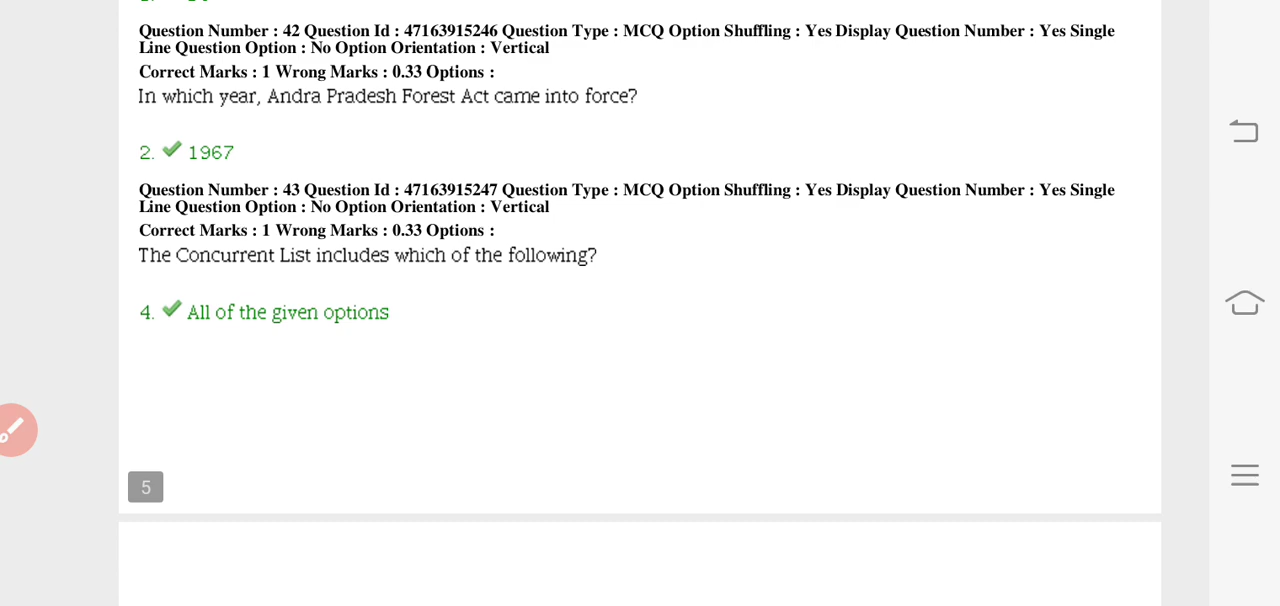 Question Number : 42 Question Id : 47163915246 Question Type : MCQ Option Shuffling : Yes Display Question Number : Yes Single
Line Question Option : No Option Orientation : Vertical
Correct Marks : 1 Wrong Marks : 0.33 Options :
In which year, Andra Pradesh Forest Act came into force?
2. ✔ 1967
Question Number : 43 Question Id : 47163915247 Question Type : MCQ Option Shuffling : Yes Display Question Number : Yes Single
Line Question Option : No Option Orientation : Vertical
Correct Marks : 1 Wrong Marks : 0.33 Options :
The Concurrent List includes which of the following?
4. ✔ All of the given options
5